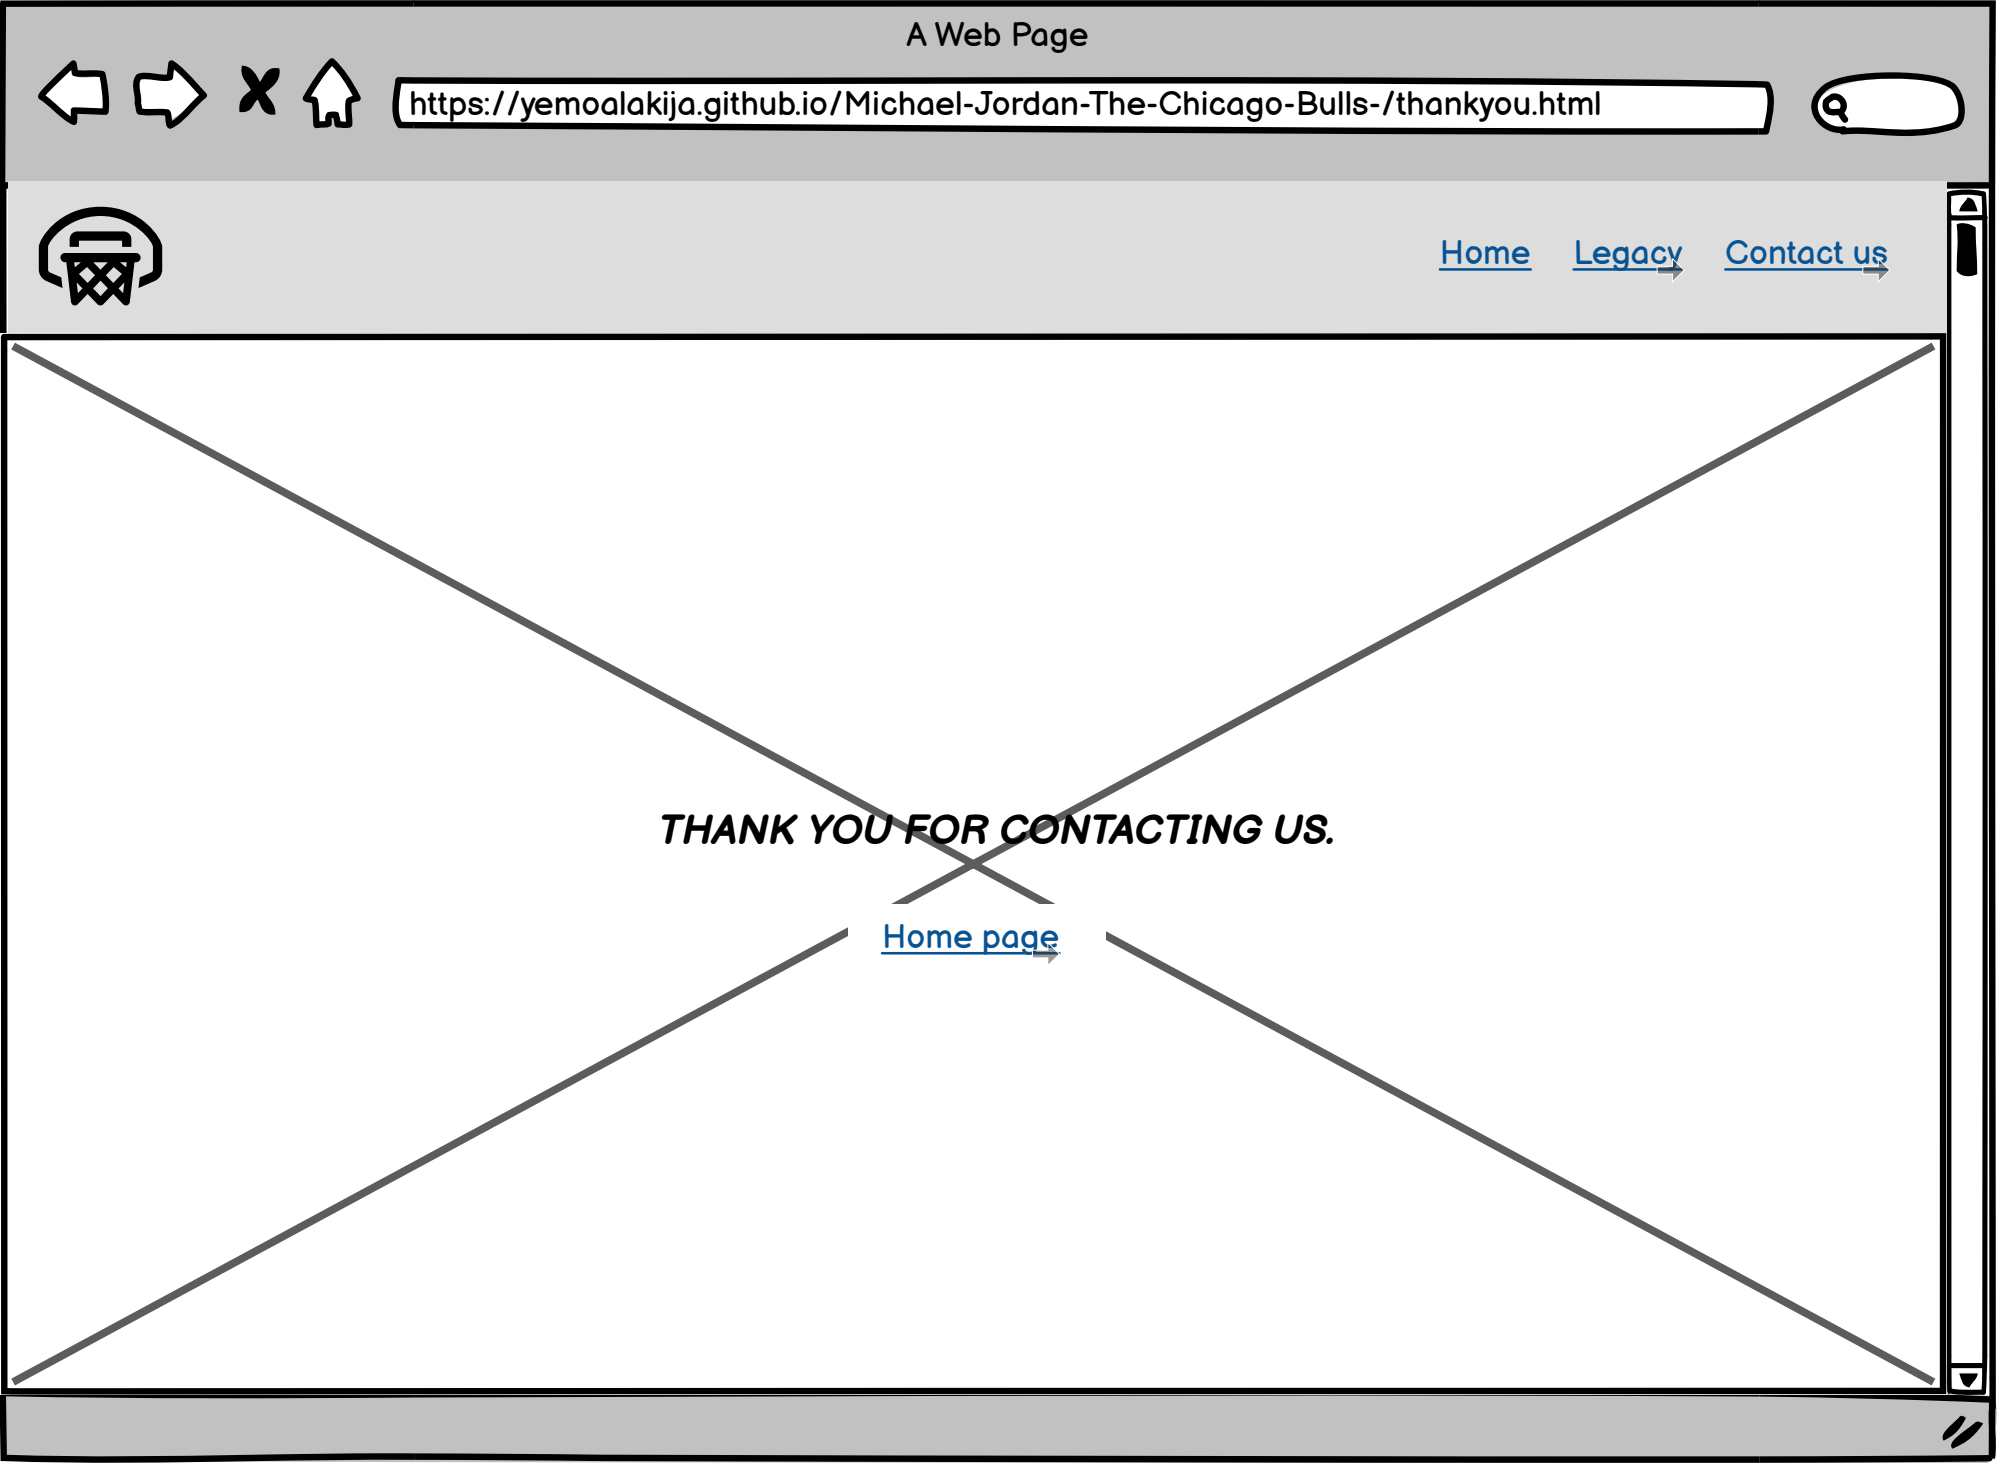 A Web Page
https://yemoalakija.github.io/Michael-Jordan-The-Chicago-Bulls-/thankyou.html
Home Legacy Contact us
THANK YOU FOR CONTACTING US.
Home page